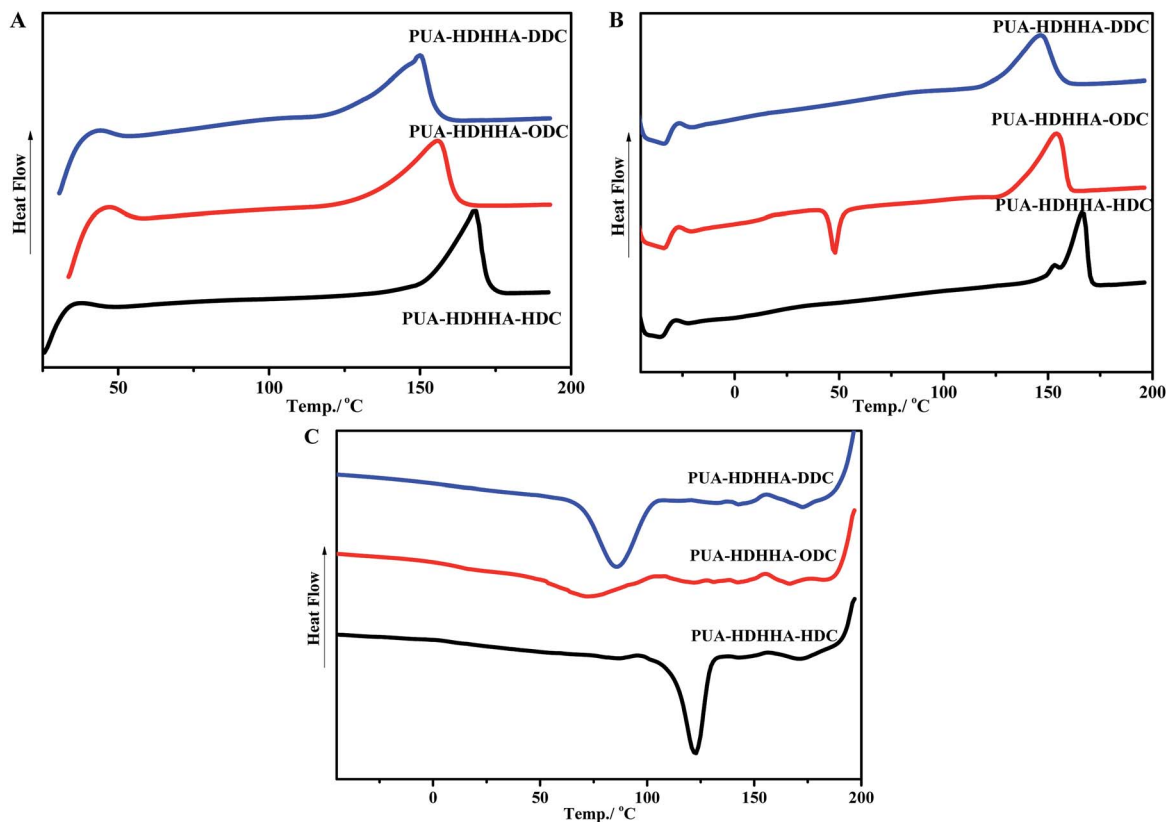 A
PUA-HDHHA-DDC
PUA-HDHHA-ODC
PUA-HDHHA-HDC
Heat Flow
50
100
150
200
Temp./ °C
B
PUA-HDHHA-DDC
PUA-HDHHA-ODC
PUA-HDHHA-HDC
Heat Flow
0
50
100
150
200
Temp./ °C
C
PUA-HDHHA-DDC
PUA-HDHHA-ODC
PUA-HDHHA-HDC
Heat Flow
0
50
100
150
200
Temp./ °C